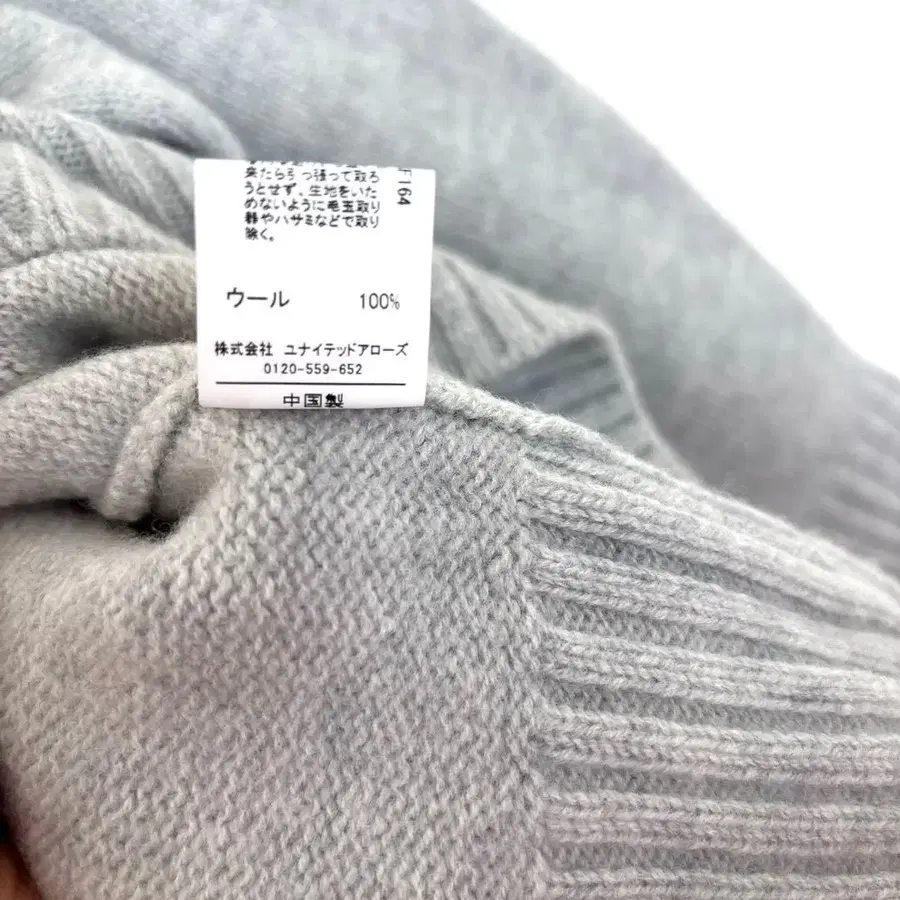 来たら引っ張って取ろ
うとせず、生地をいた
めないように毛玉取り
器やハサミなどで取り
除く。
F164
ウール 100%
株式会社 ユナイテッドアローズ
0120-559-652
中国製